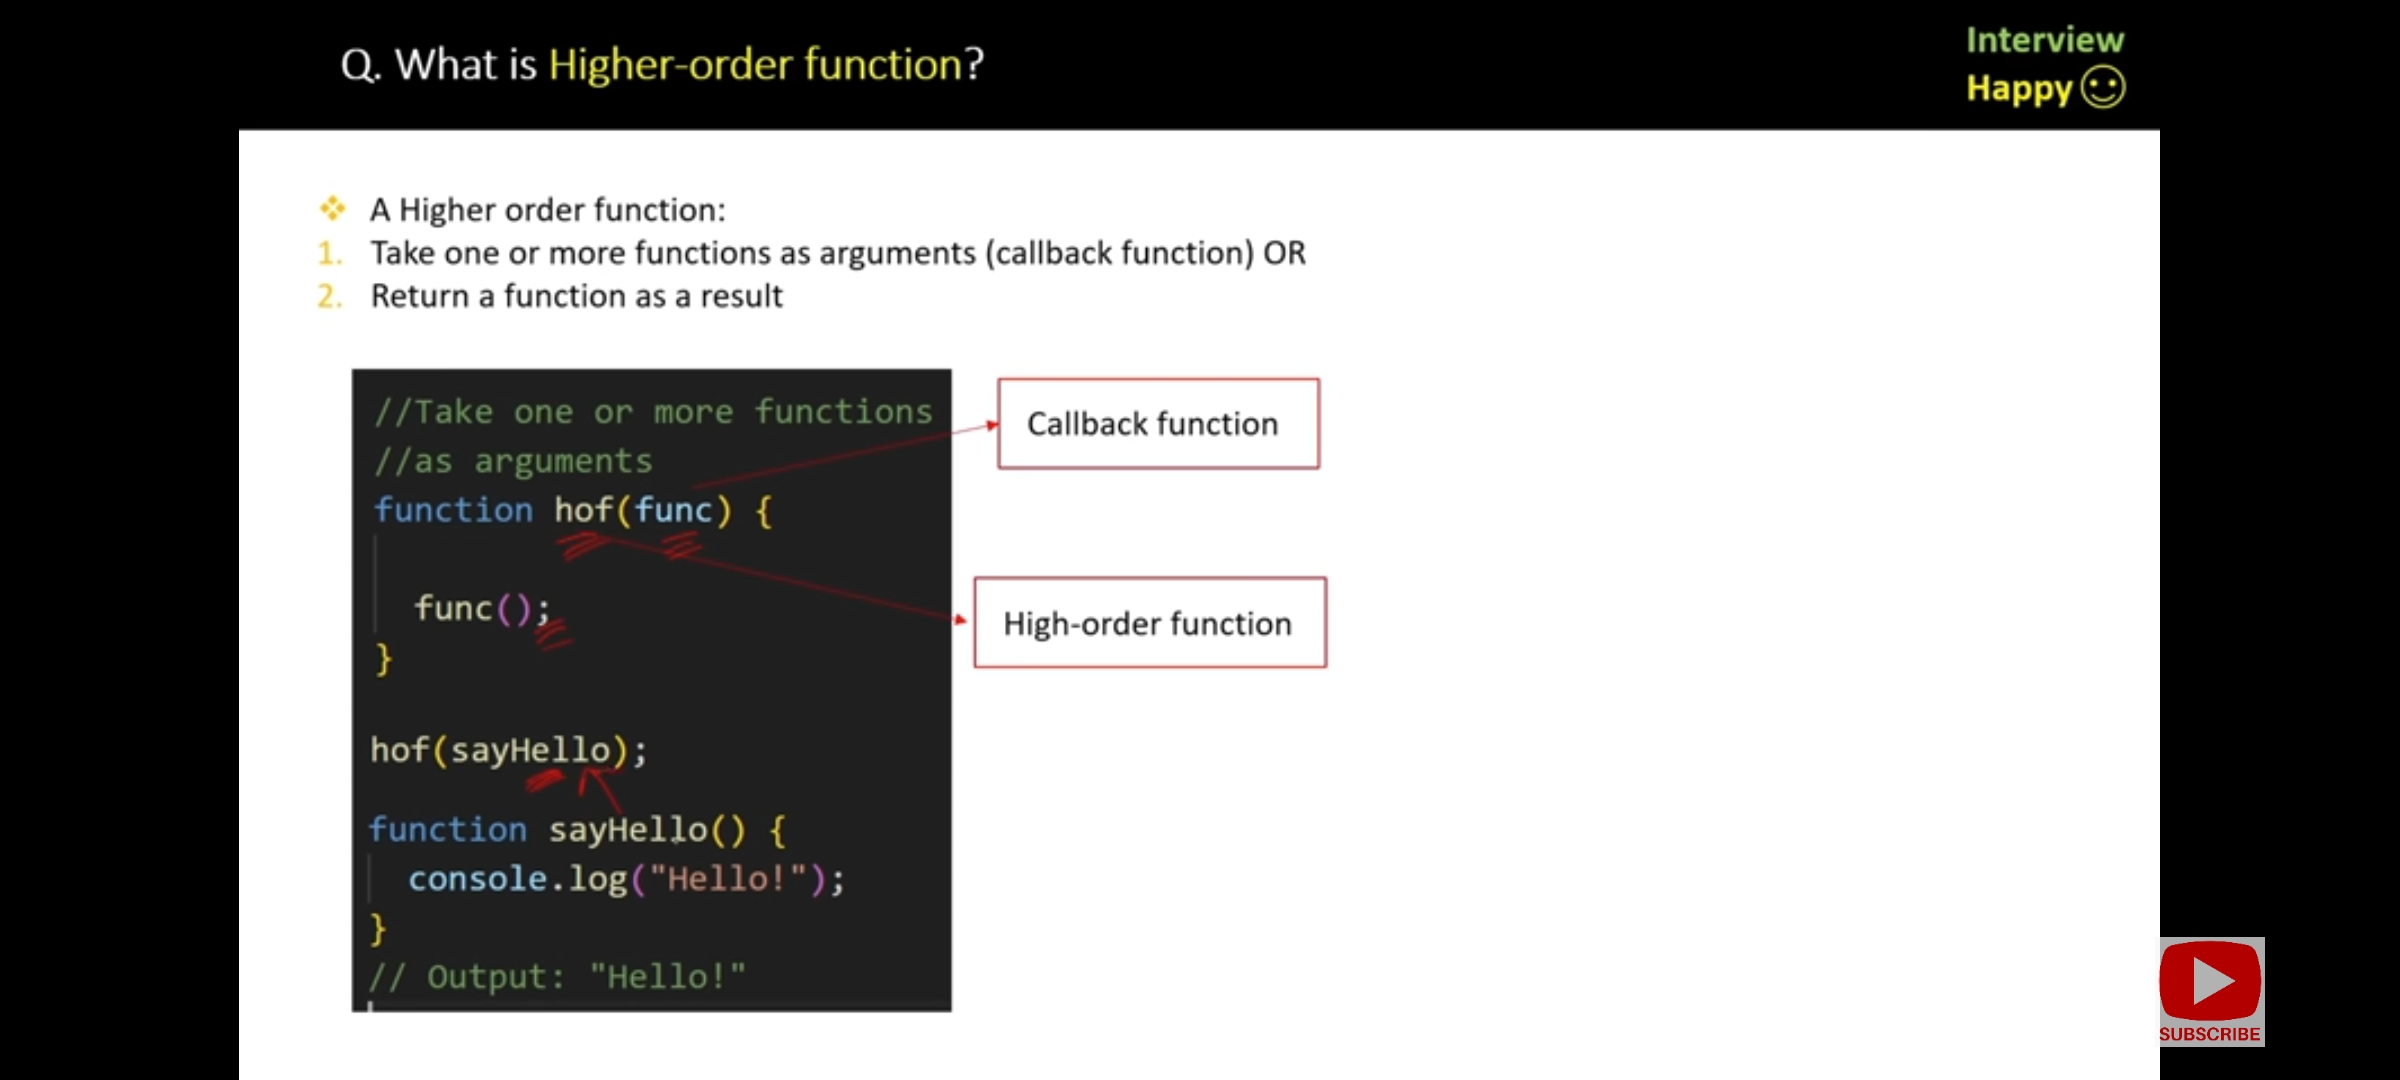 Q. What is Higher-order function?
Interview
Happy
A Higher order function:
1. Take one or more functions as arguments (callback function) OR
2. Return a function as a result
//Take one or more functions
//as arguments
function hof(func) {
func();
}
hof(sayHello);
function sayHello() {
console.log("Hello!");
}
// Output: "Hello!"
Callback function
High-order function
SUBSCRIBE